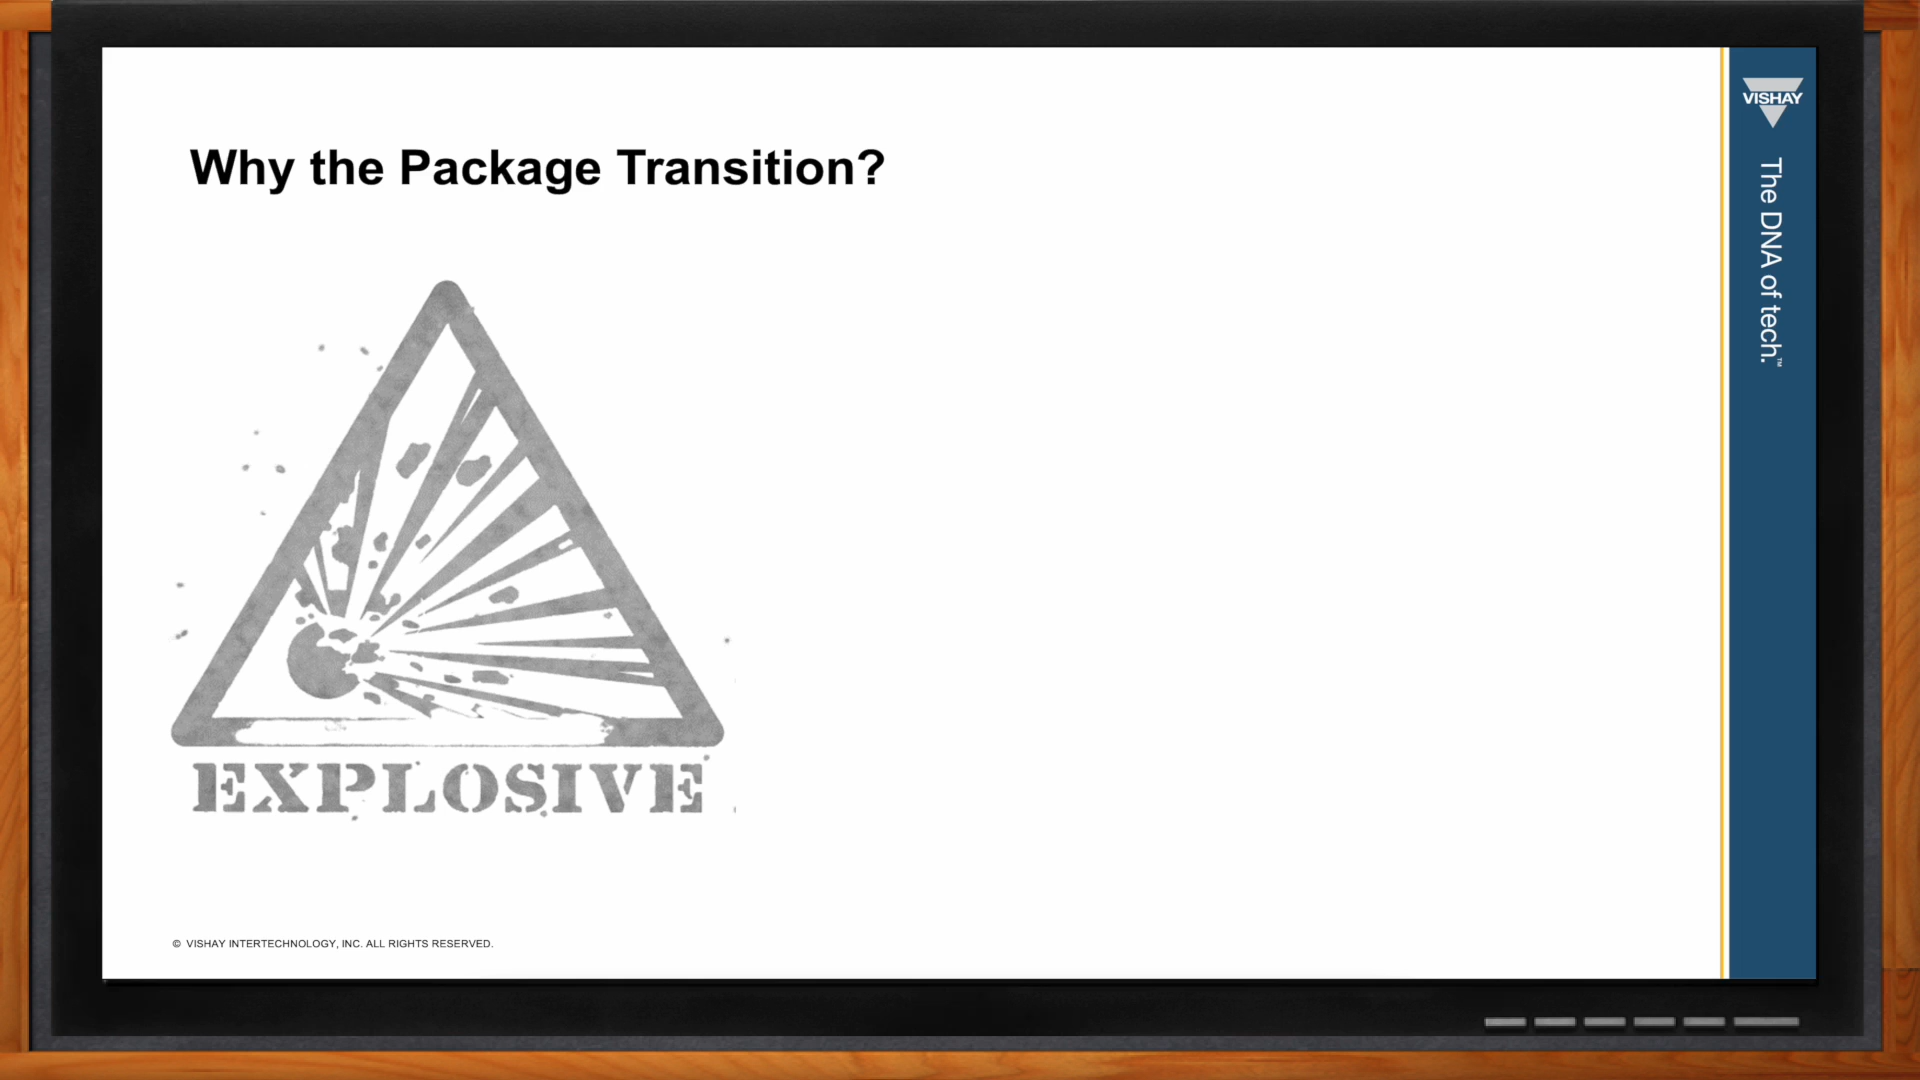 Why the Package Transition?
EXPLOSIVE
© VISHAY INTERTECHNOLOGY, INC. ALL RIGHTS RESERVED.
VISHAY
The DNA of tech.™